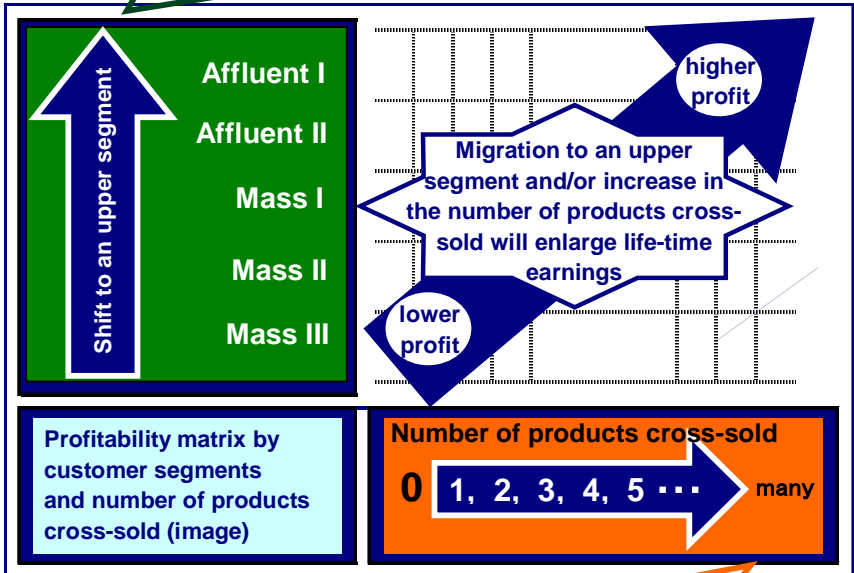 Shift to an upper segment
Affluent I
Affluent II
Mass I
Mass II
Mass III
higher
profit
Migration to an upper
segment and/or increase in
the number of products cross-
sold will enlarge life-time
earnings
lower
profit
Profitability matrix by
customer segments
and number of products
cross-sold (image)
Number of products cross-sold
0 1, 2, 3, 4, 5 ··· many